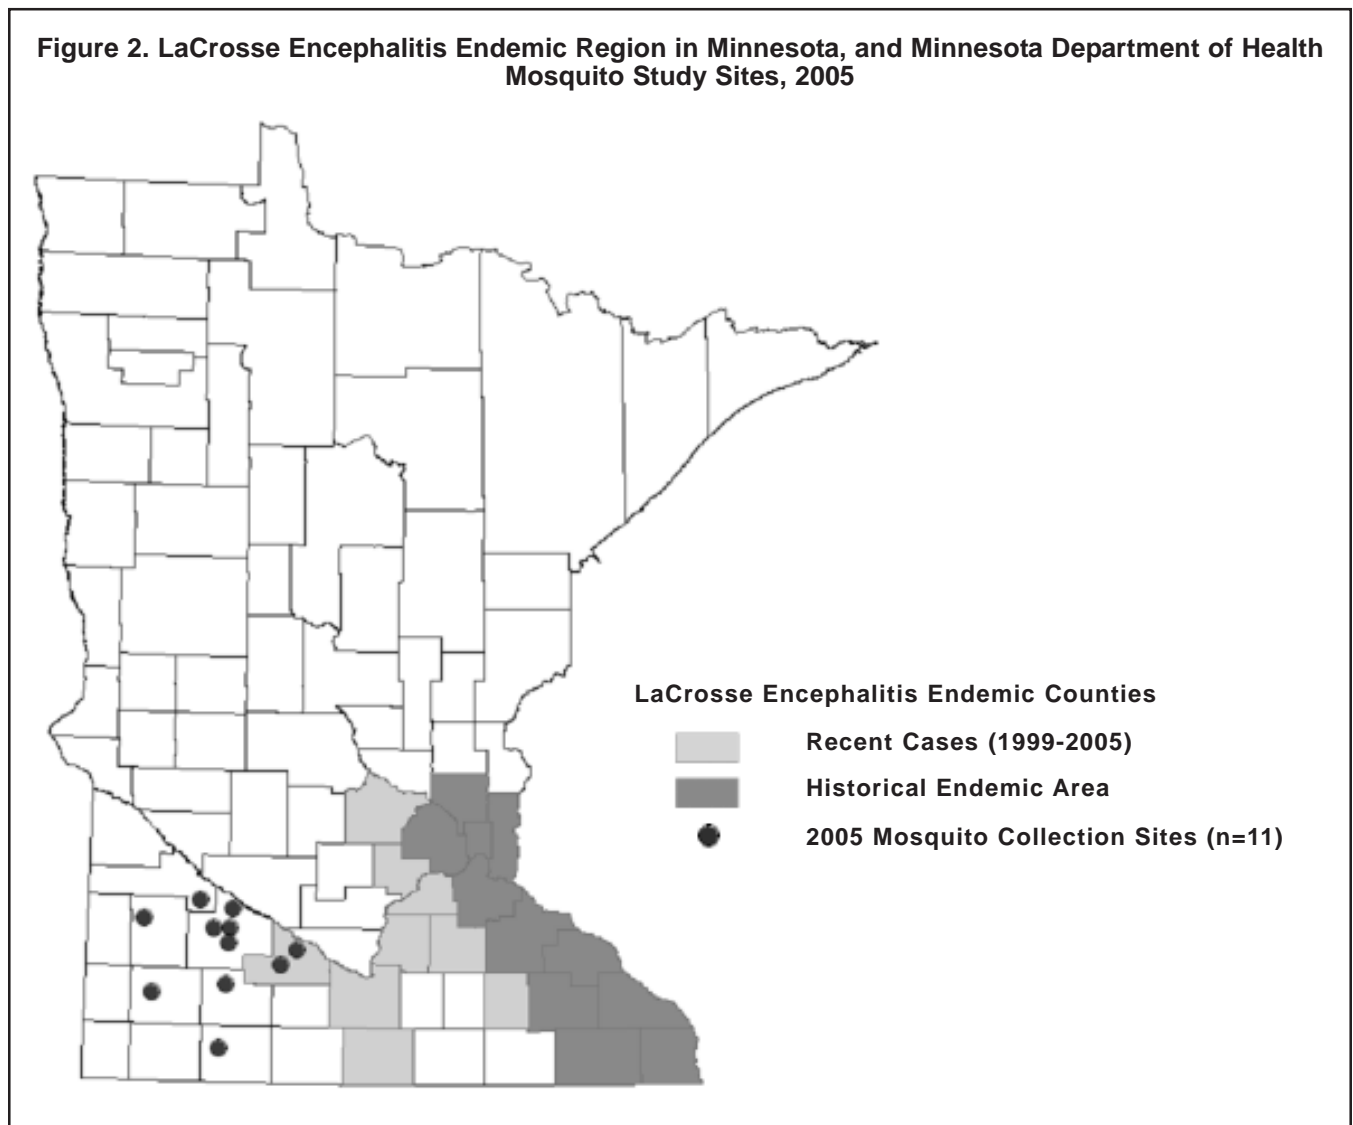 Figure 2. LaCrosse Encephalitis Endemic Region in Minnesota, and Minnesota Department of Health
Mosquito Study Sites, 2005
LaCrosse Encephalitis Endemic Counties
Recent Cases (1999-2005)
Historical Endemic Area
2005 Mosquito Collection Sites (n=11)